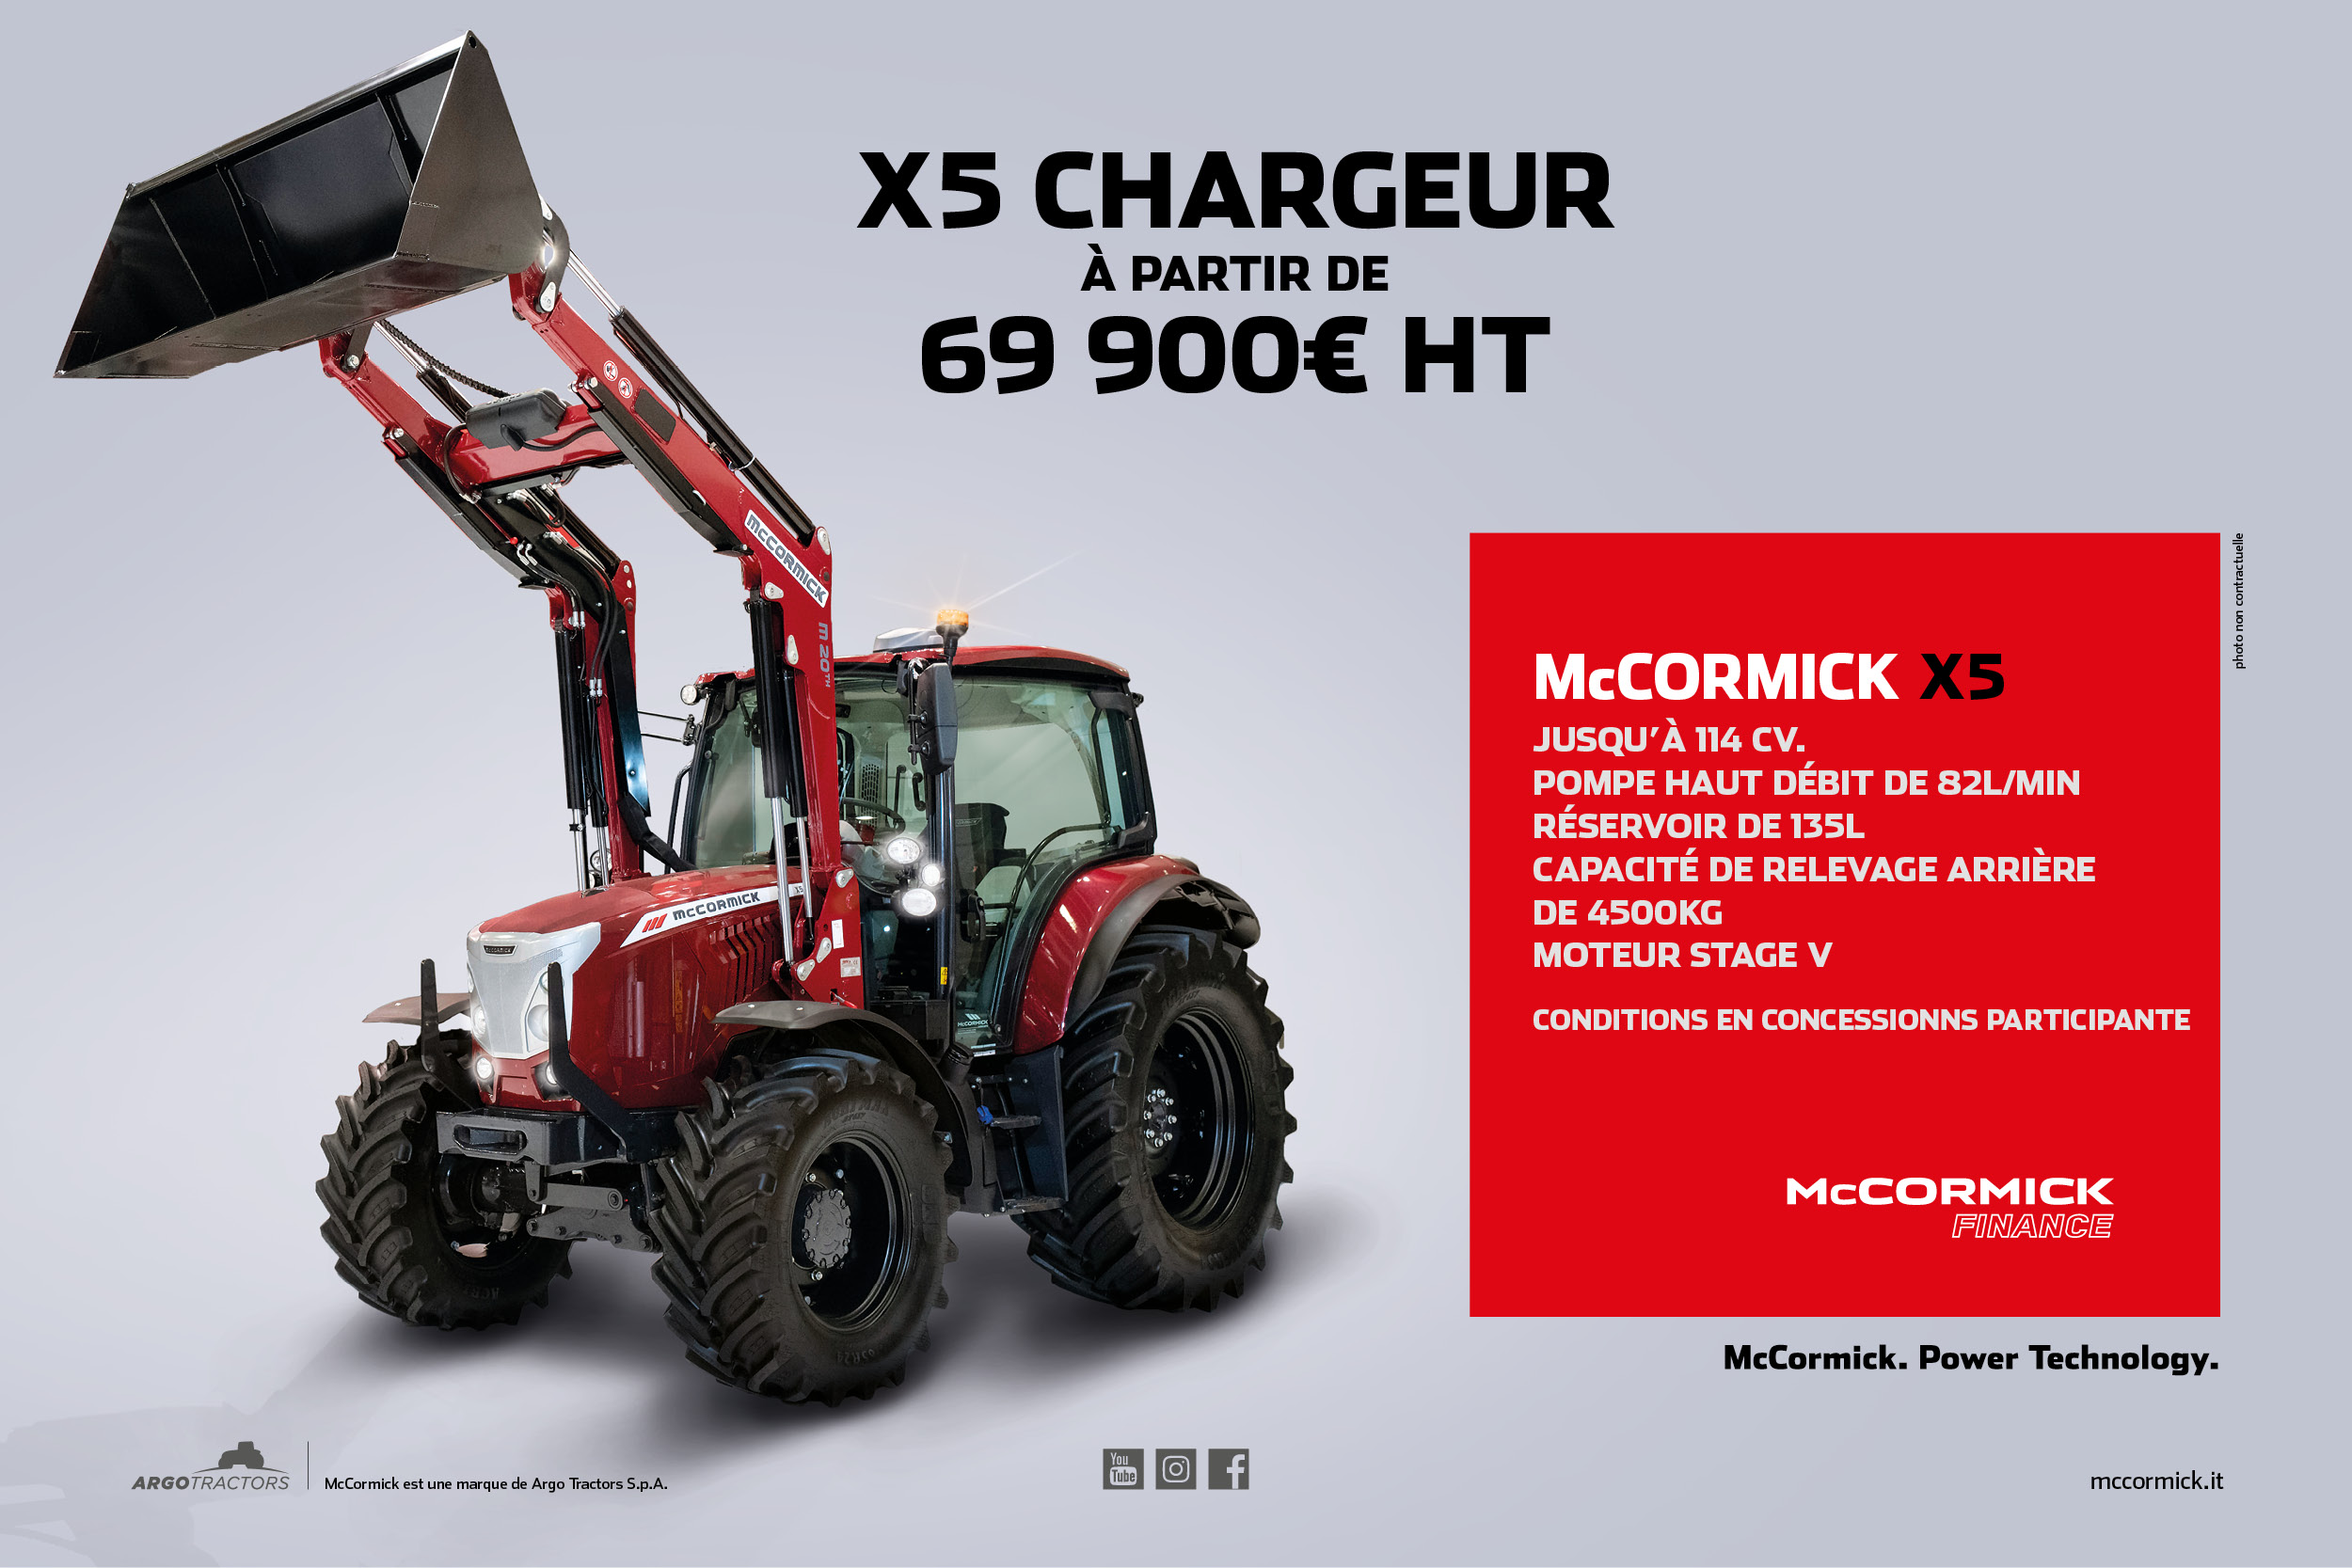 X5 CHARGEUR
À PARTIR DE
69 900€ HT
McCORMICK
M 20TH
McCORMICK
X5
McCORMICK X5
JUSQU'À 114 CV.
POMPE HAUT DÉBIT DE 82L/MIN
RÉSERVOIR DE 135L
CAPACITÉ DE RELEVAGE ARRIÈRE
DE 4500KG
MOTEUR STAGE V
CONDITIONS EN CONCESSIONNS PARTICIPANTE
McCORMICK
FINANCE
photo non contractuelle
McCormick. Power Technology.
ARGOTRACTORS
McCormick est une marque de Argo Tractors S.p.A.
You
Tube
mccormick.it